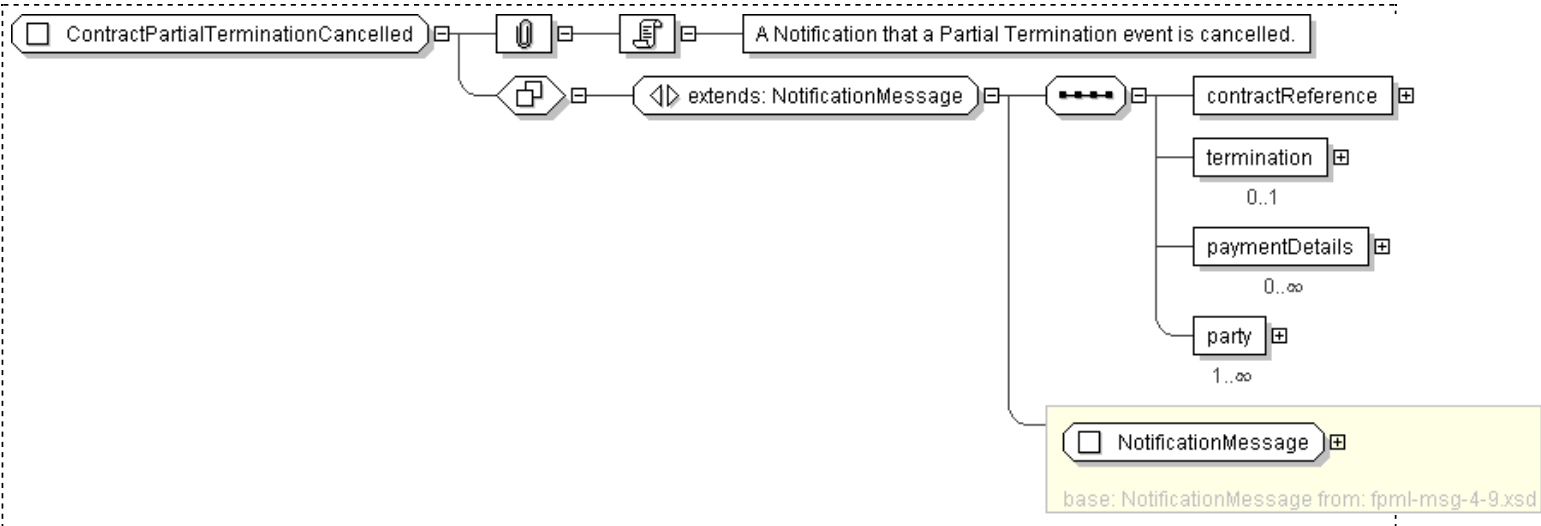 ContractPartialTerminationCancelled
A Notification that a Partial Termination event is cancelled.
extends: NotificationMessage
contractReference
termination
0..1
paymentDetails
0..∞
party
1..∞
NotificationMessage
base: NotificationMessage from: fpml-msg-4-9.xsd